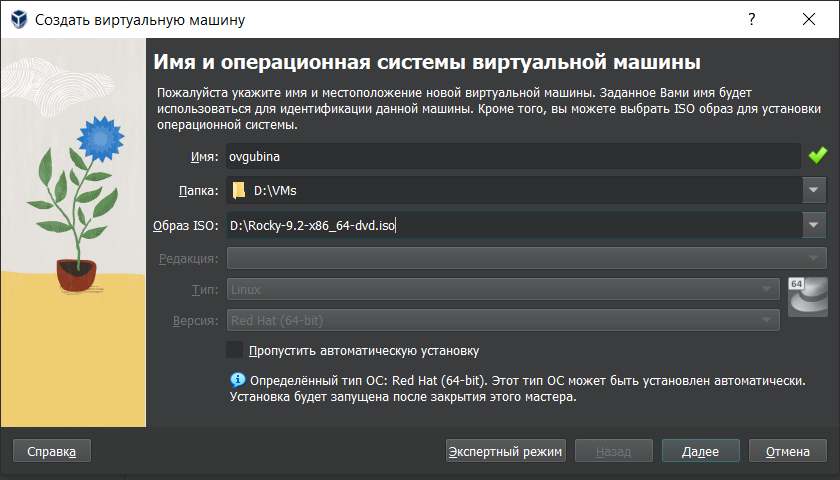 Создать виртуальную машину
?
Имя и операционная системы виртуальной машины
Пожалуйста укажите имя и местоположение новой виртуальной машины. Заданное Вами имя будет
использоваться для идентификации данной машины. Кроме того, вы можете выбрать ISO образ для установки
операционной системы.
Имя: ovgubina
Папка: D:\VMs
Образ ISO: D:\Rocky-9.2-x86_64-dvd.iso
Редакция:
Тип: Linux
64
Версия: Red Hat (64-bit)
Пропустить автоматическую установку
Определённый тип ОС: Red Hat (64-bit). Этот тип ОС может быть установлен автоматически.
Установка будет запущена после закрытия этого мастера.
Справка Экспертный режим Назад Далее Отмена